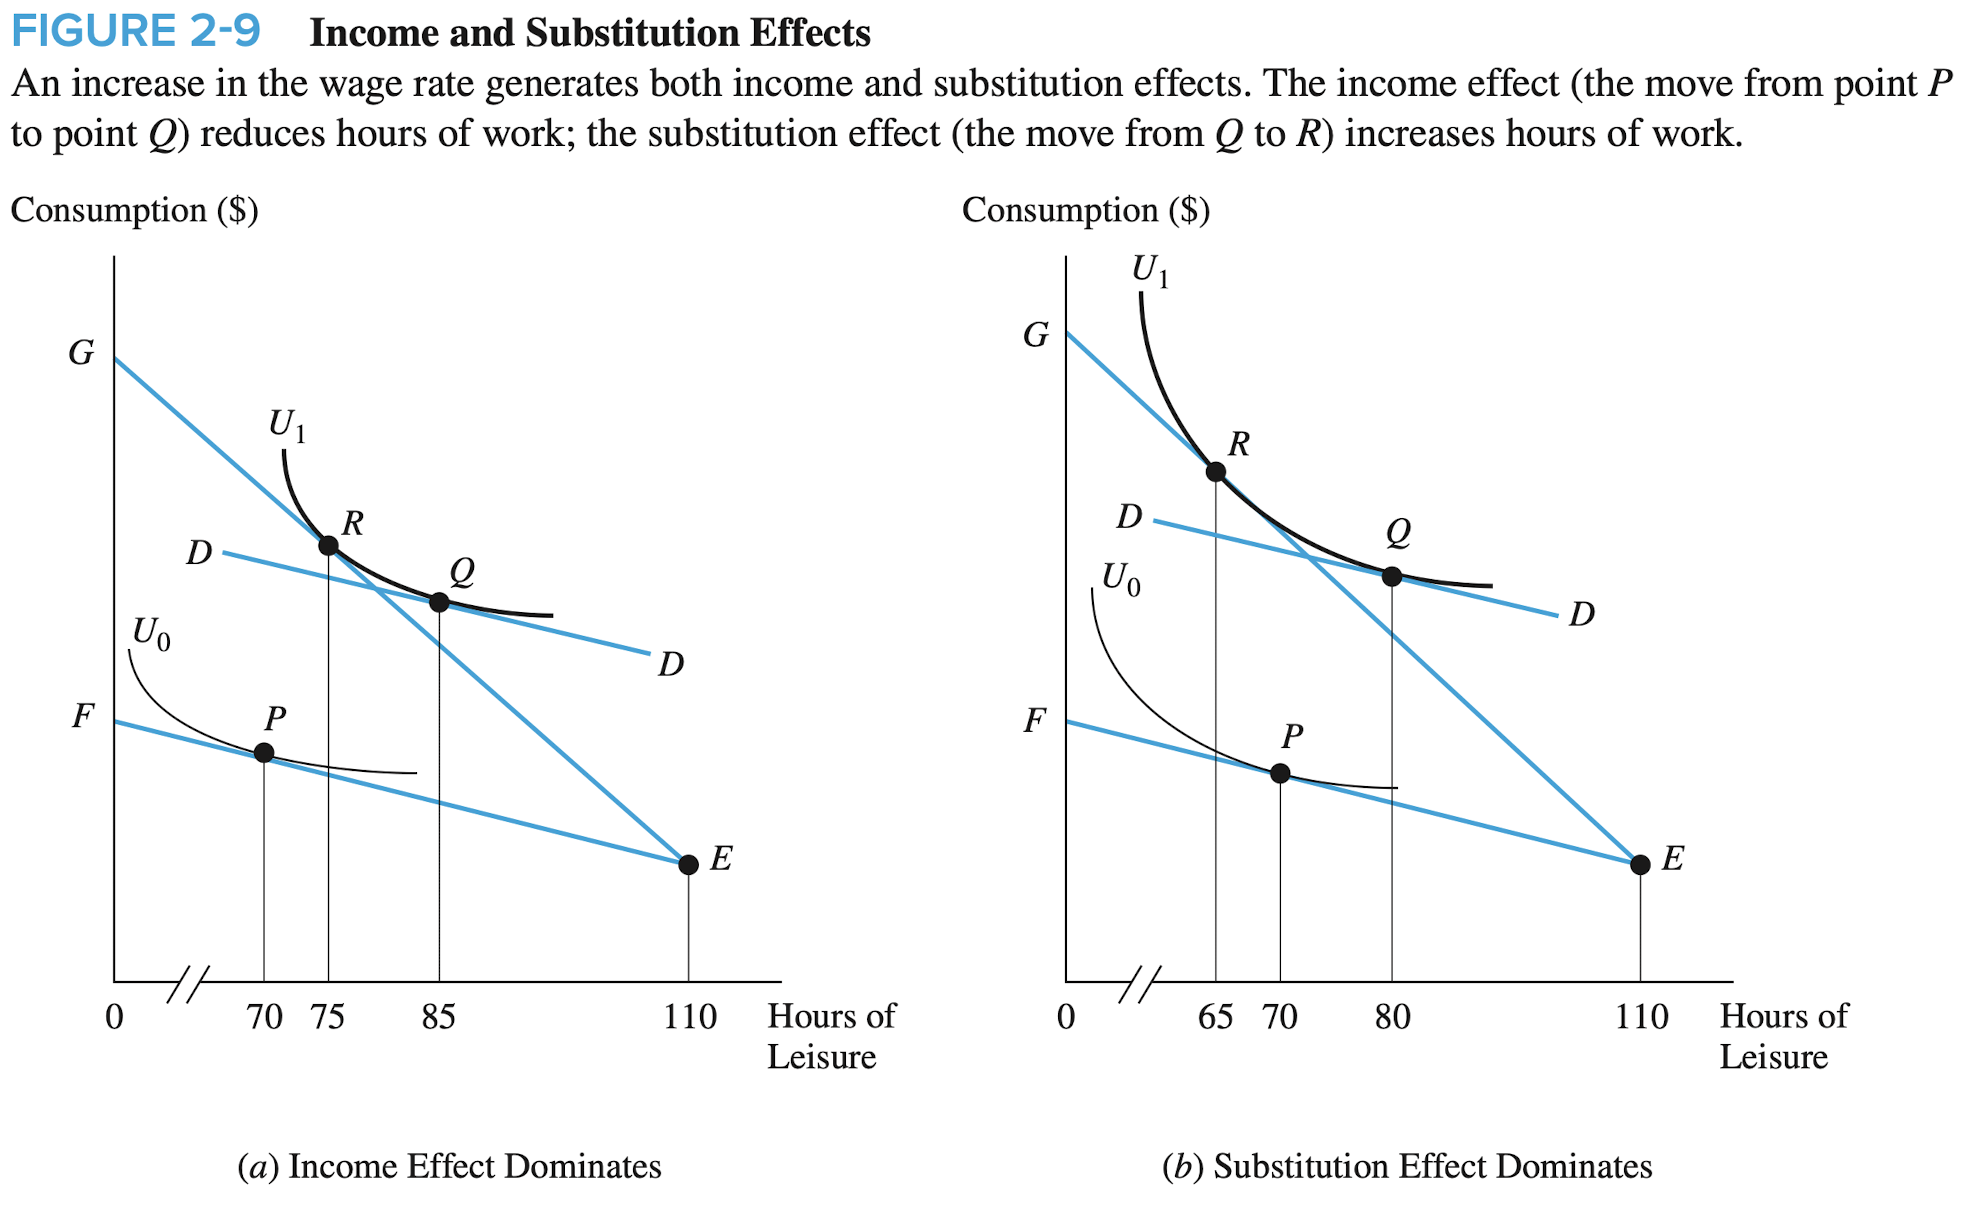 FIGURE 2-9 Income and Substitution Effects
An increase in the wage rate generates both income and substitution effects. The income effect (the move from point P
to point Q) reduces hours of work; the substitution effect (the move from Q to R) increases hours of work.
Consumption ($)
G
U1
R
D
Q
U0
D
F
P
E
0
70
75
85
110
Hours of
Leisure
(a) Income Effect Dominates
Consumption ($)
U1
G
R
D
Q
U0
D
F
P
E
0
65
70
80
110
Hours of
Leisure
(b) Substitution Effect Dominates